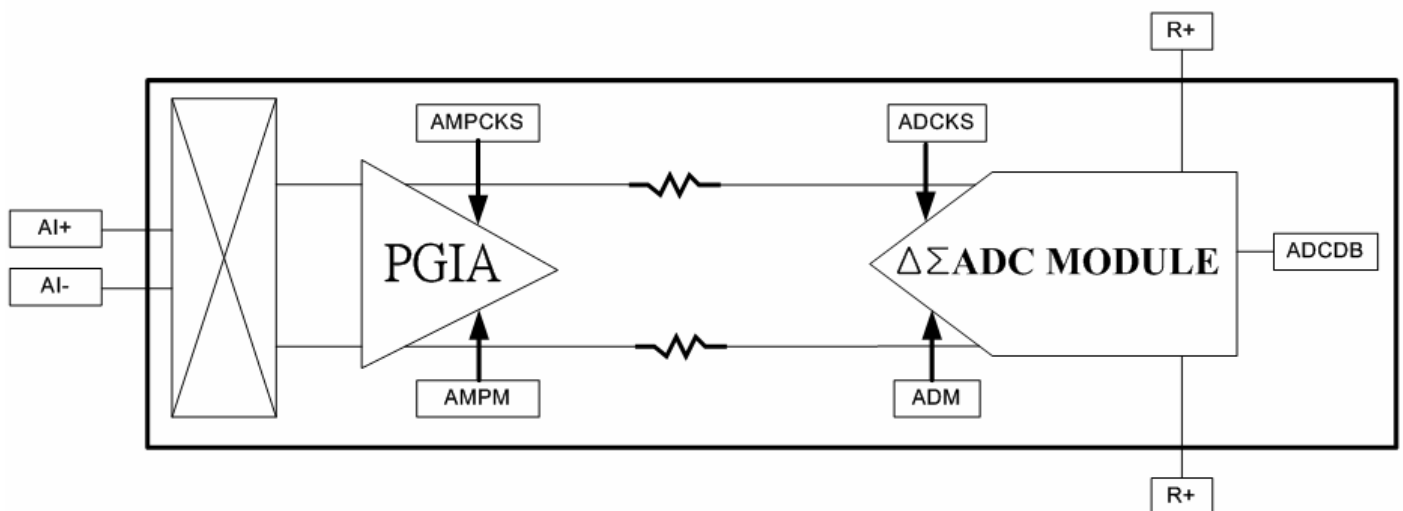 R+
AMPCKS
ADCKS
AI+
AI-
PGIA
ΔΣADC MODULE
ADCDB
AMPM
ADM
R+